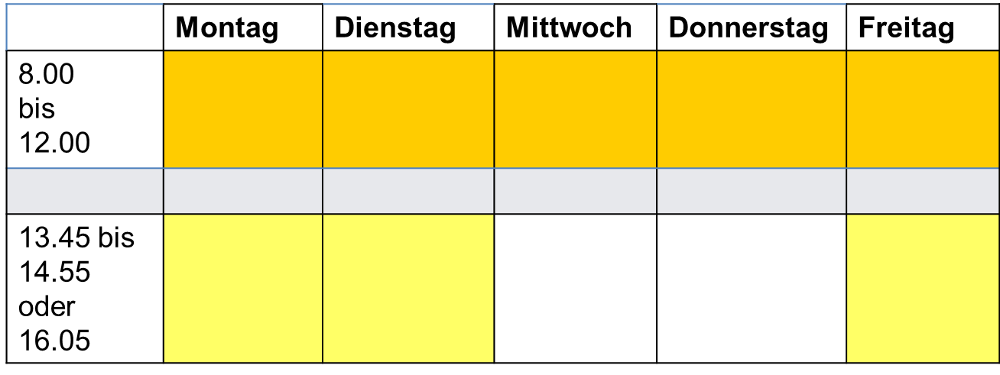 Montag Dienstag Mittwoch Donnerstag Freitag
8.00
bis
12.00
13.45 bis
14.55
oder
16.05